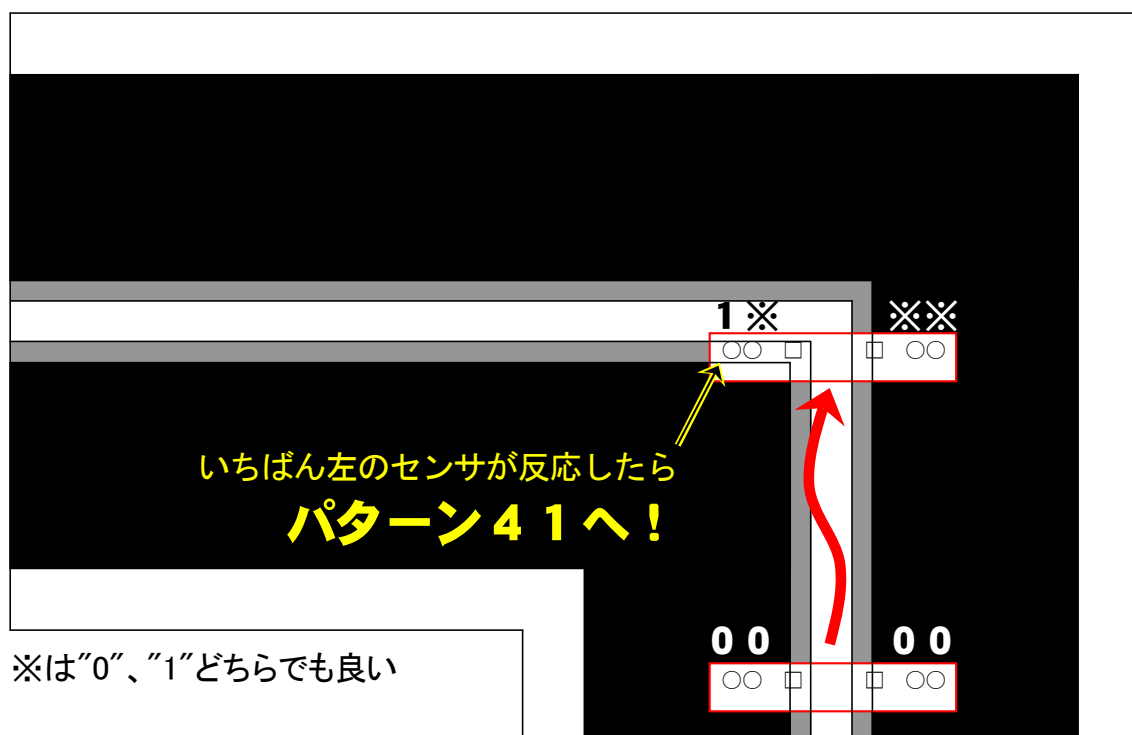 1※ ※※
○○ □ □ ○○
いちばん左のセンサが反応したら
パターン41へ!
00 00
※は"0"、"1"どちらでも良い
○○ □ □ ○○